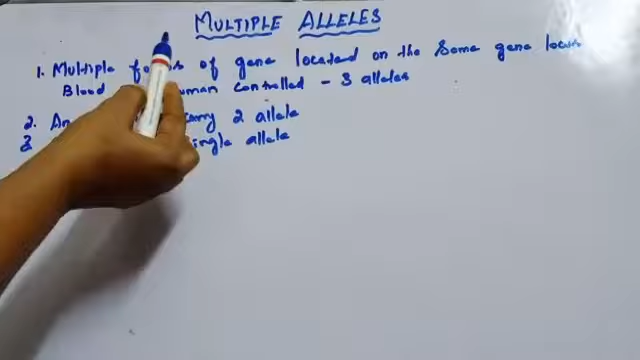 MULTIPLE ALLELES
1. Multiple of gene located on the same gene locus
Blood human controlled - 3 alleles
2. An carry 2 allele
3 single allele